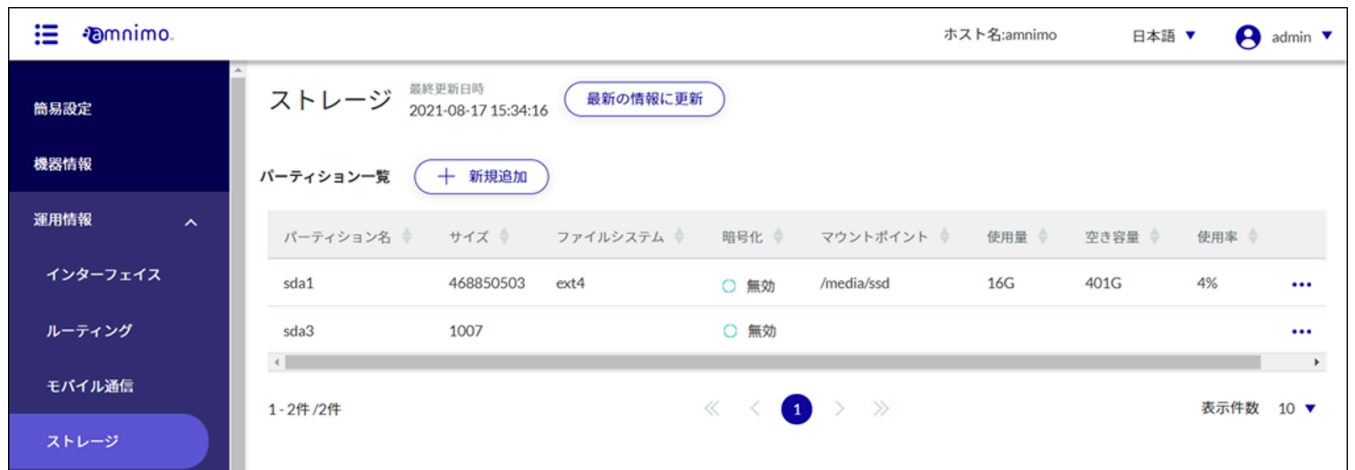 amnimo.
ホスト名:amnimo
日本語 ▼
admin ▼
簡易設定
機器情報
運用情報
インターフェイス
ルーティング
モバイル通信
ストレージ
ストレージ
最終更新日時
2021-08-17 15:34:16
最新の情報に更新
パーティション一覧
+ 新規追加
パーティション名 サイズ ファイルシステム 暗号化 マウントポイント 使用量 空き容量 使用率
sda1 468850503 ext4 無効 /media/ssd 16G 401G 4% •••
sda3 1007 無効 •••
1 - 2件 /2件
≪ < 1 > ≫
表示件数 10 ▼